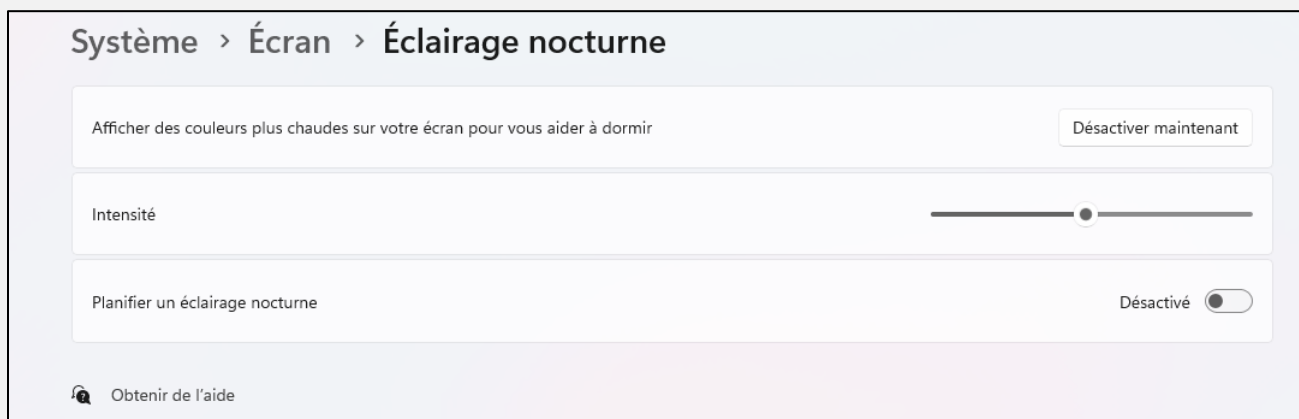 Système > Écran > Éclairage nocturne
Afficher des couleurs plus chaudes sur votre écran pour vous aider à dormir
Désactiver maintenant
Intensité
Planifier un éclairage nocturne
Désactivé
Obtenir de l'aide